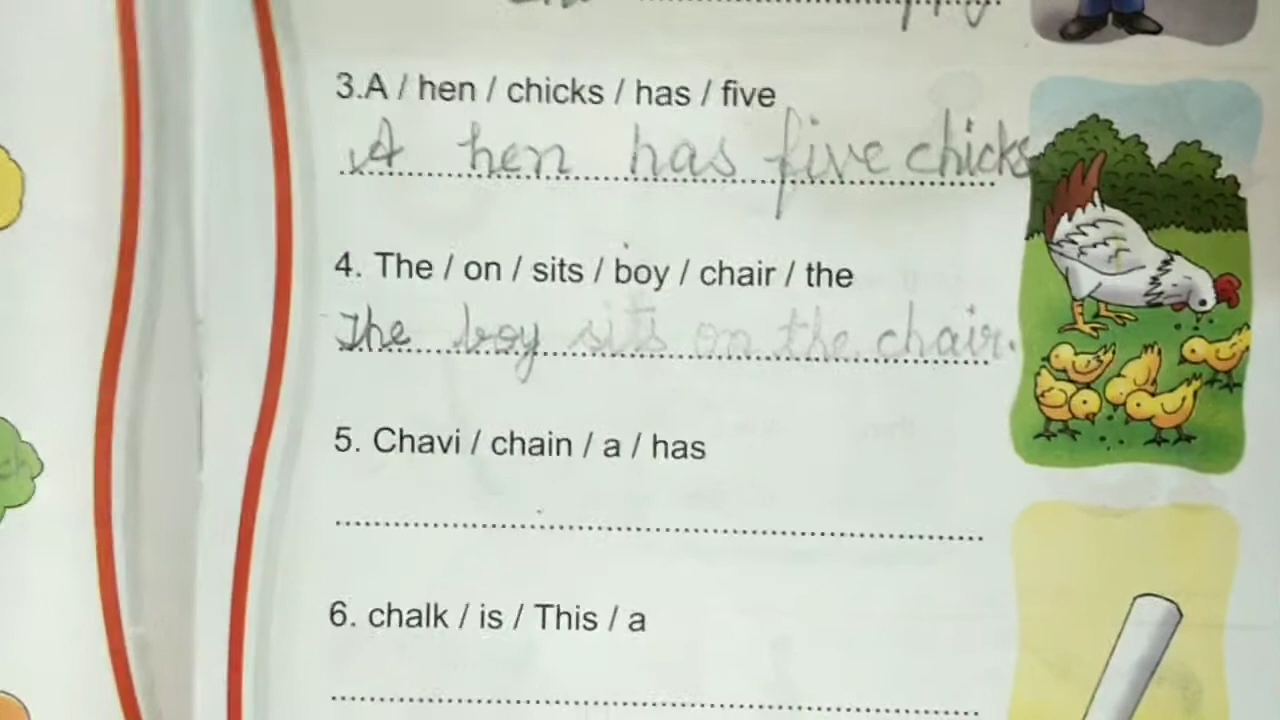 3.A / hen / chicks / has / five
A hen has five chicks
4. The / on / sits / boy / chair / the
The boy sits on the chair.
5. Chavi / chain / a / has
6. chalk / is / This / a